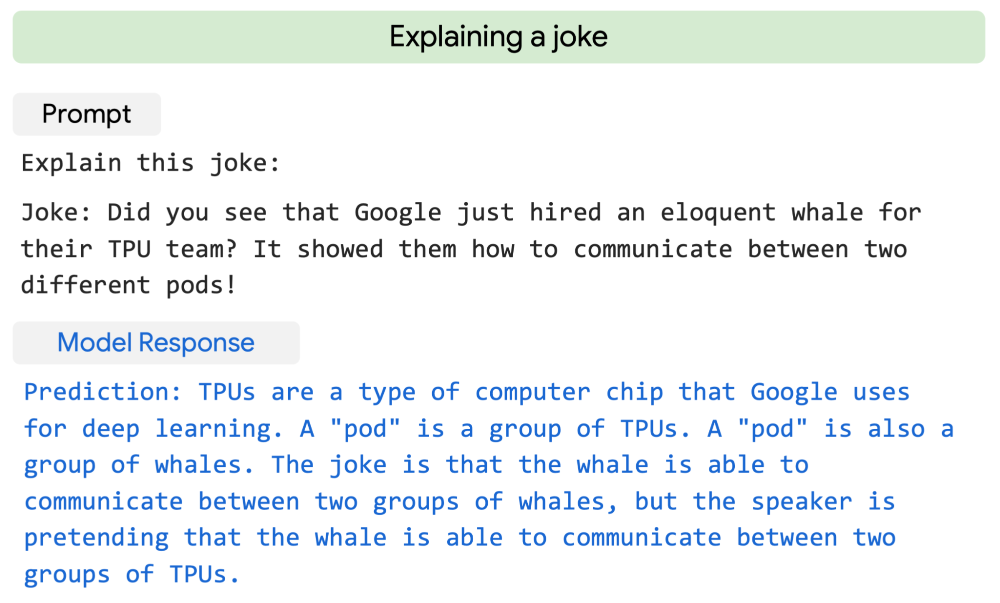 Explaining a joke
Prompt
Explain this joke:
Joke: Did you see that Google just hired an eloquent whale for
their TPU team? It showed them how to communicate between two
different pods!
Model Response
Prediction: TPUs are a type of computer chip that Google uses
for deep learning. A "pod" is a group of TPUs. A "pod" is also a
group of whales. The joke is that the whale is able to
communicate between two groups of whales, but the speaker is
pretending that the whale is able to communicate between two
groups of TPUs.